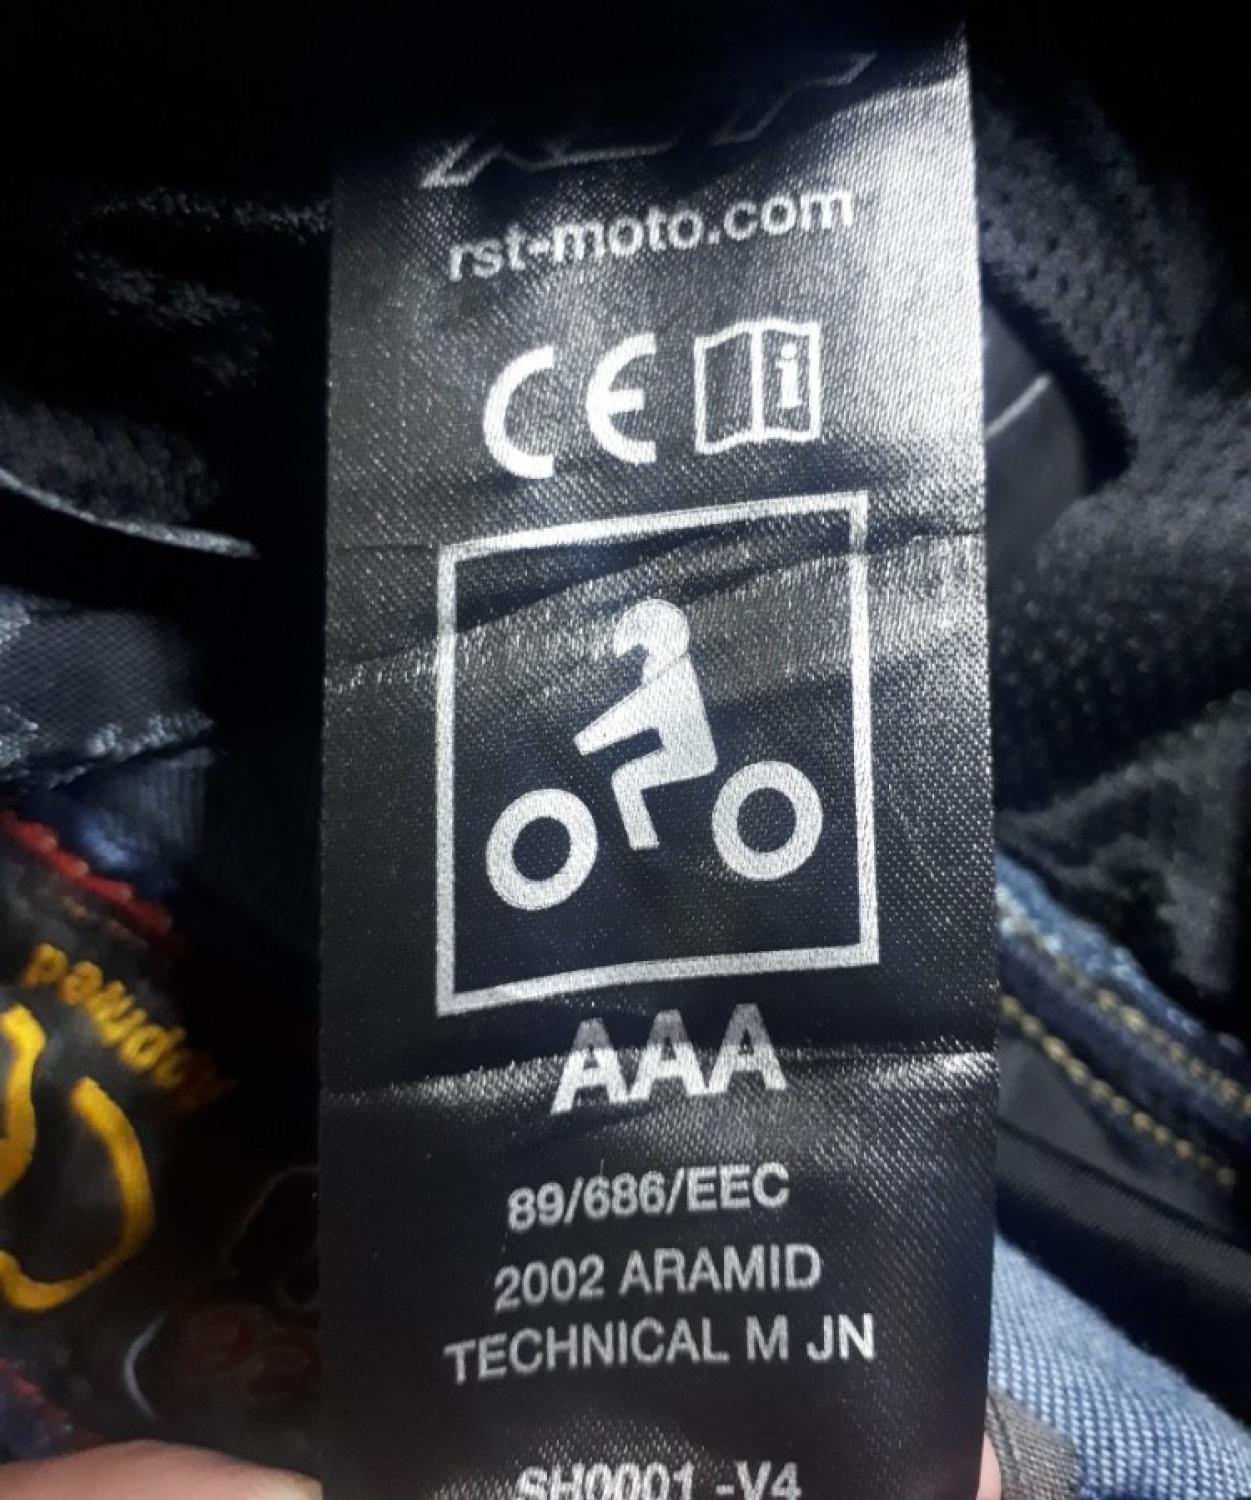 rst-moto.com
CE i
AAA
89/686/EEC
2002 ARAMID
TECHNICAL M JN
SH0001 -V4